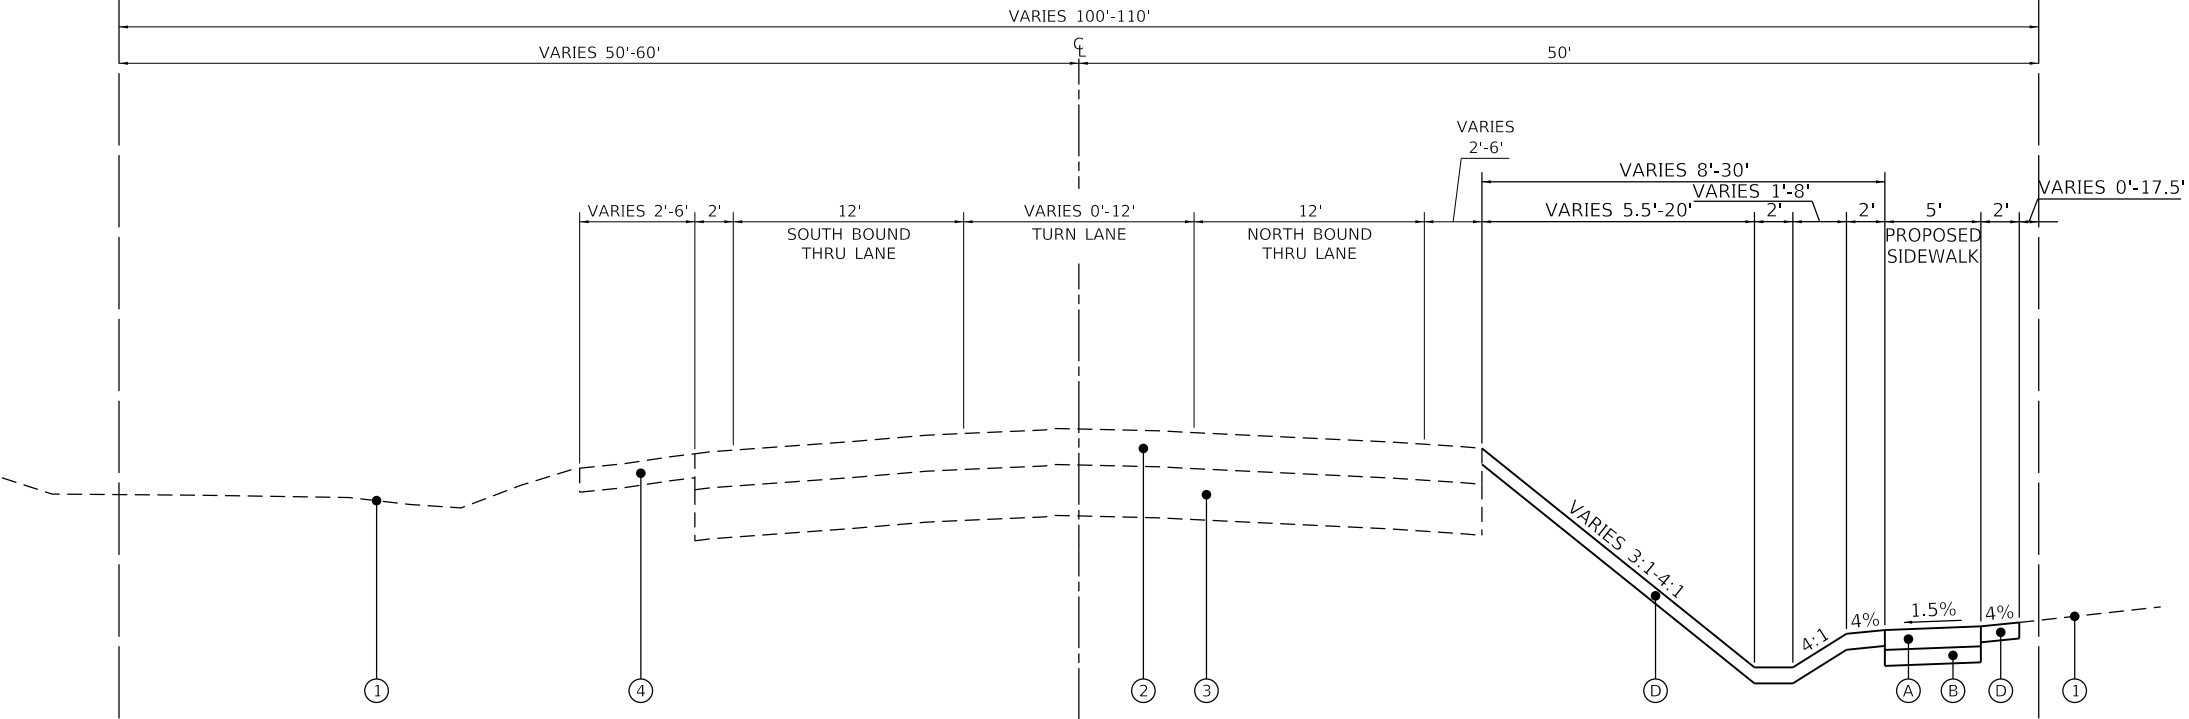 VARIES 100'-110'
VARIES 50'-60'
CL
50'
VARIES
2'-6'
VARIES 8'-30'
VARIES 1'-8'
VARIES 0'-17.5'
VARIES 2'-6'
2'
12'
VARIES 0'-12'
12'
VARIES 5.5'-20'
2'
2'
5'
2'
SOUTH BOUND
THRU LANE
TURN LANE
NORTH BOUND
THRU LANE
PROPOSED
SIDEWALK
VARIES 3:1-4:1
4:1
4%
1.5%
4%
1
4
2
3
D
A
B
D
1